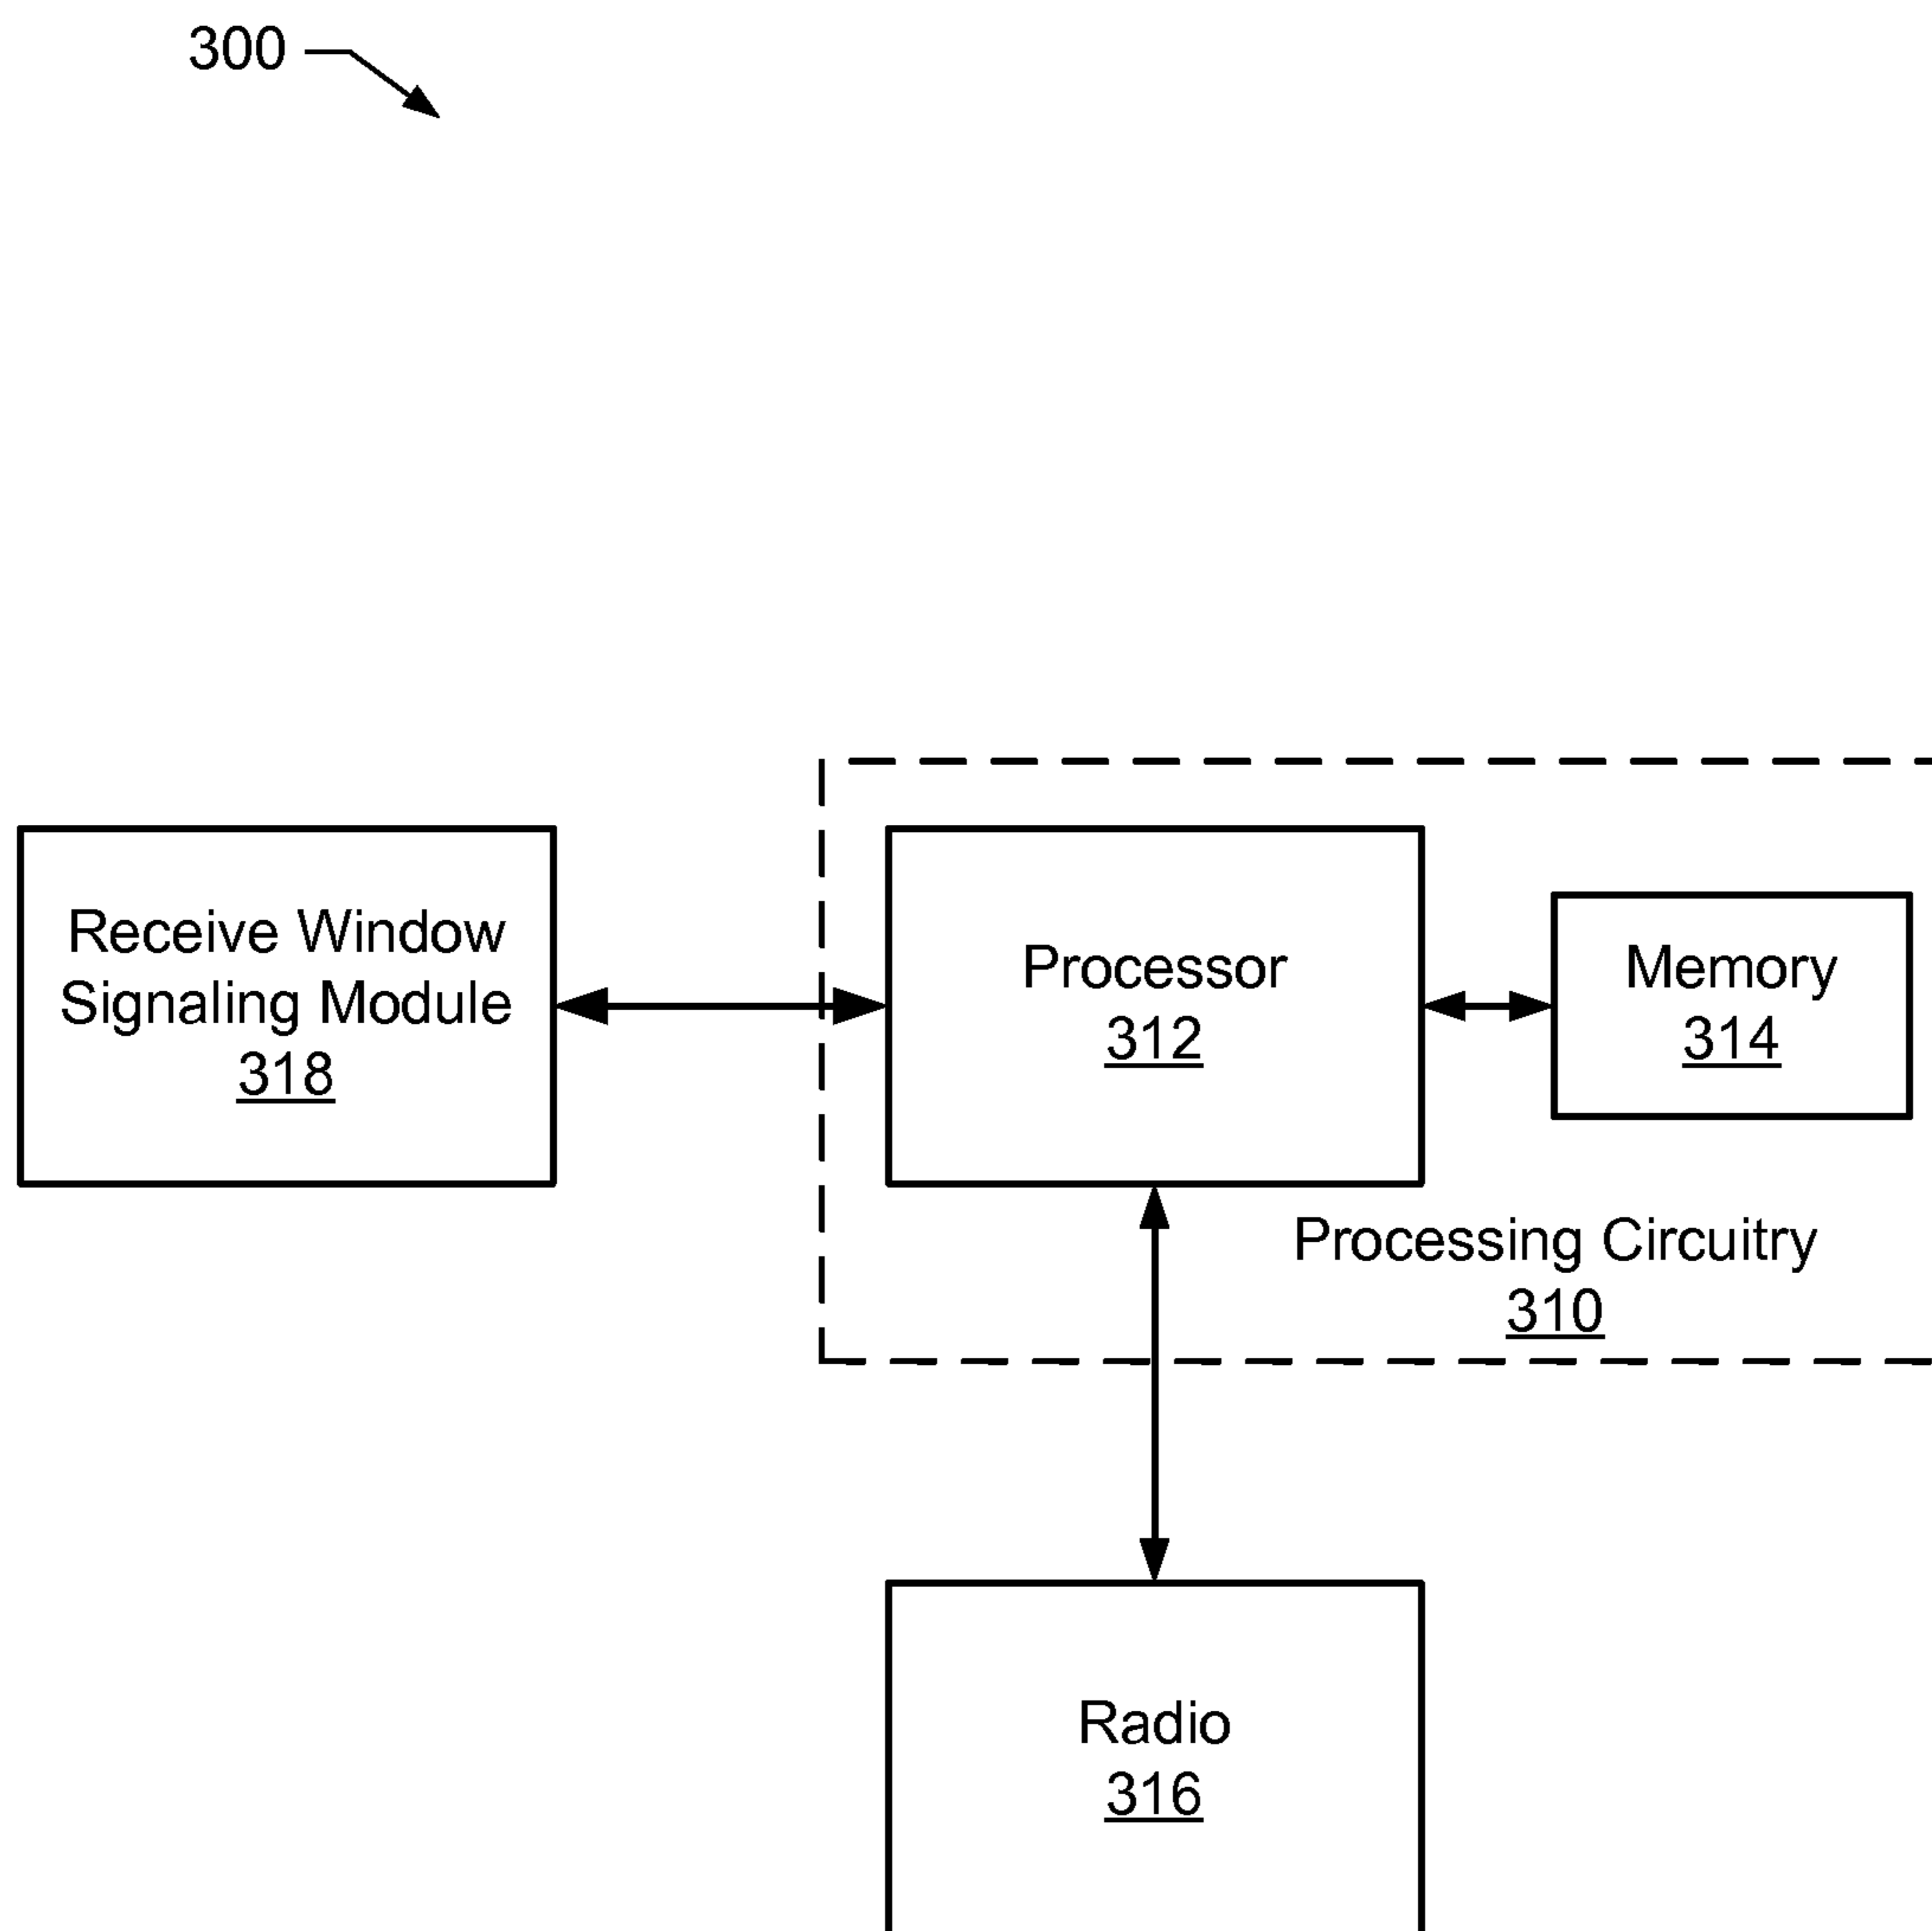 300
Receive Window
Signaling Module
318
Processor
312
Memory
314
Processing Circuitry
310
Radio
316